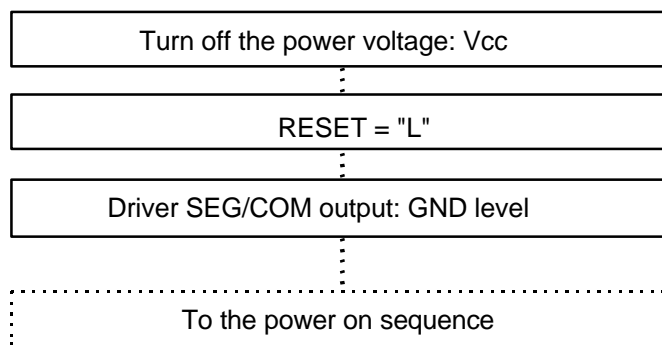 Turn off the power voltage: Vcc
RESET = "L"
Driver SEG/COM output: GND level
To the power on sequence